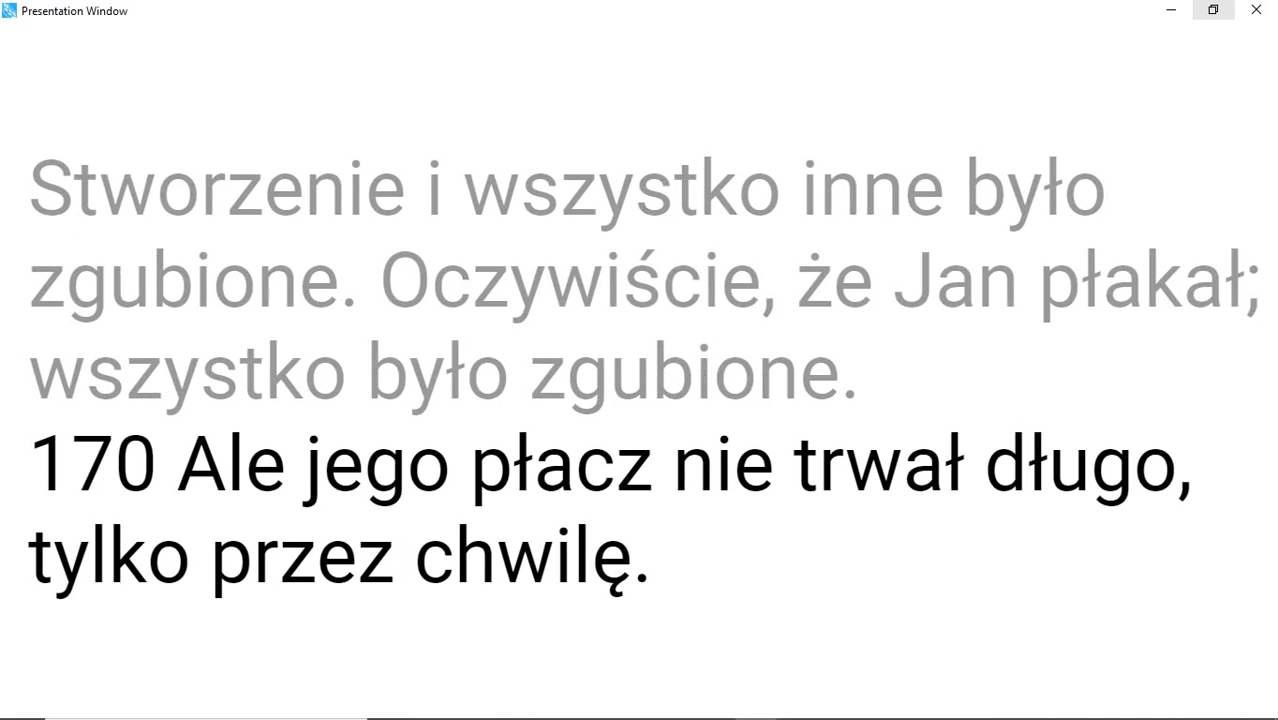 Presentation Window
Stworzenie i wszystko inne było
zgubione. Oczywiście, że Jan płakał;
wszystko było zgubione.
170 Ale jego płacz nie trwał długo,
tylko przez chwilę.